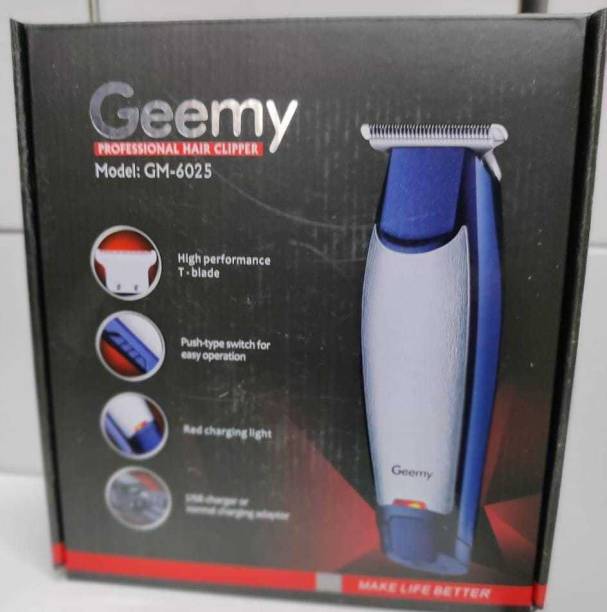 Geemy
PROFESSIONAL HAIR CLIPPER
Model: GM-6025
High performance
T-blade
Push-type switch for
easy operation
Red charging light
USB charger or
normal charging adaptor
Geemy
MAKE LIFE BETTER